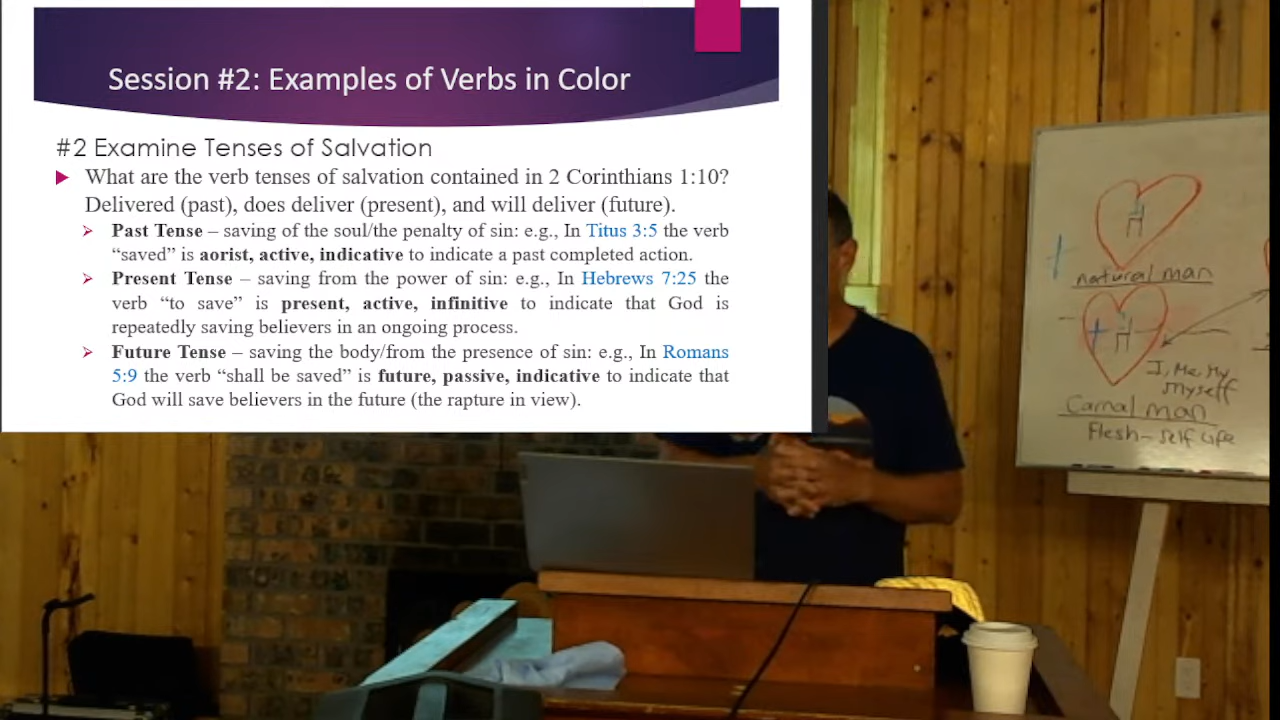 Session #2: Examples of Verbs in Color
#2 Examine Tenses of Salvation
What are the verb tenses of salvation contained in 2 Corinthians 1:10?
Delivered (past), does deliver (present), and will deliver (future).
Past Tense – saving of the soul/the penalty of sin: e.g., In Titus 3:5 the verb
“saved” is aorist, active, indicative to indicate a past completed action.
Present Tense – saving from the power of sin: e.g., In Hebrews 7:25 the
verb “to save” is present, active, infinitive to indicate that God is
repeatedly saving believers in an ongoing process.
Future Tense – saving the body/from the presence of sin: e.g., In Romans
5:9 the verb “shall be saved” is future, passive, indicative to indicate that
God will save believers in the future (the rapture in view).
H
natural man
+ H
I, Me, My
Myself
Carnal man
Flesh – Self Life